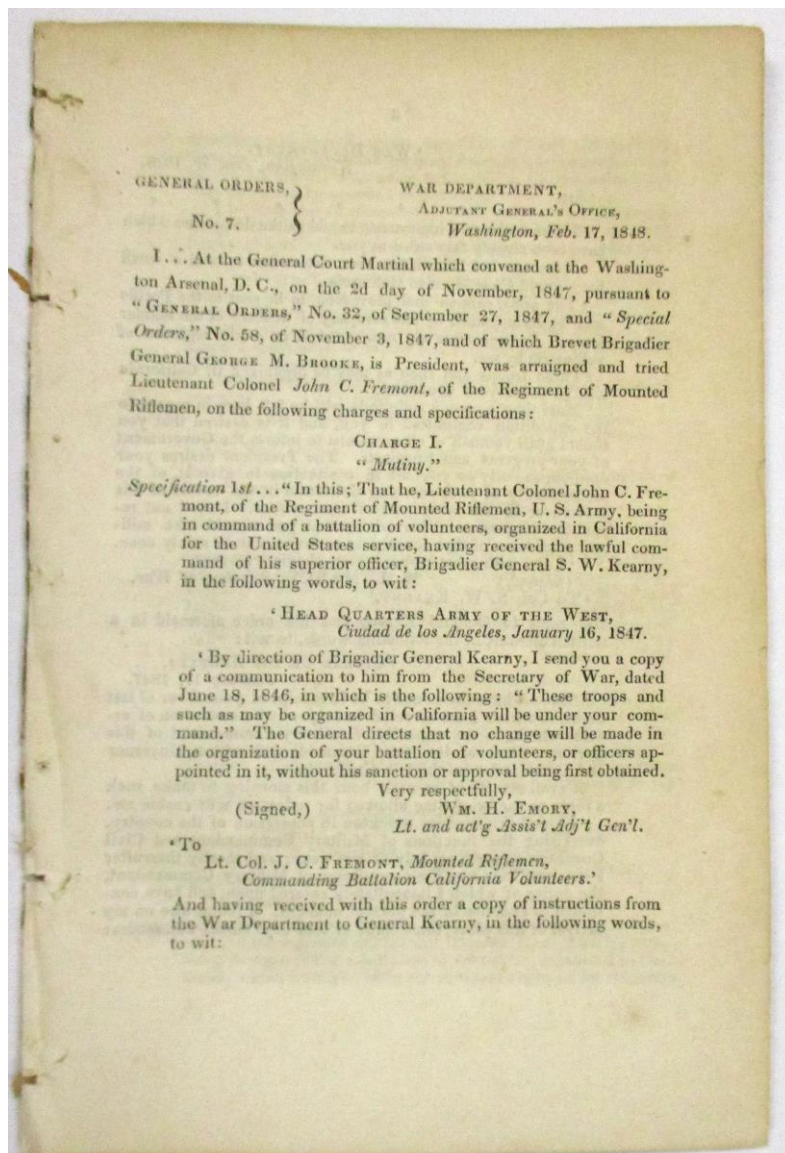 GENERAL ORDERS,
No. 7.
WAR DEPARTMENT,
ADJUTANT GENERAL'S OFFICE,
Washington, Feb. 17, 1848.
I... At the General Court Martial which convened at the Washing-
ton Arsenal, D. C., on the 2d day of November, 1847, pursuant to
"GENERAL ORDERS," No. 32, of September 27, 1847, and "Special
Orders," No. 58, of November 3, 1847, and of which Brevet Brigadier
General GEORGE M. BROOKE, is President, was arraigned and tried
Lieutenant Colonel John C. Fremont, of the Regiment of Mounted
Riflemen, on the following charges and specifications:
CHARGE I.
"Mutiny."
Specification 1st... "In this; That he, Lieutenant Colonel John C. Fre-
mont, of the Regiment of Mounted Riflemen, U. S. Army, being
in command of a battalion of volunteers, organized in California
for the United States service, having received the lawful com-
mand of his superior officer, Brigadier General S. W. Kearny,
in the following words, to wit:
'HEAD QUARTERS ARMY OF THE WEST,
Ciudad de los Angeles, January 16, 1847.
'By direction of Brigadier General Kearny, I send you a copy
of a communication to him from the Secretary of War, dated
June 18, 1846, in which is the following: "These troops and
such as may be organized in California will be under your com-
mand." The General directs that no change will be made in
the organization of your battalion of volunteers, or officers ap-
pointed in it, without his sanction or approval being first obtained.
Very respectfully,
(Signed,) WM. H. EMORY,
Lt. and act'g Assis't Adj't Gen'l.
'To
Lt. Col. J. C. FREMONT, Mounted Riflemen,
Commanding Battalion California Volunteers.'
And having received with this order a copy of instructions from
the War Department to General Kearny, in the following words,
to wit: